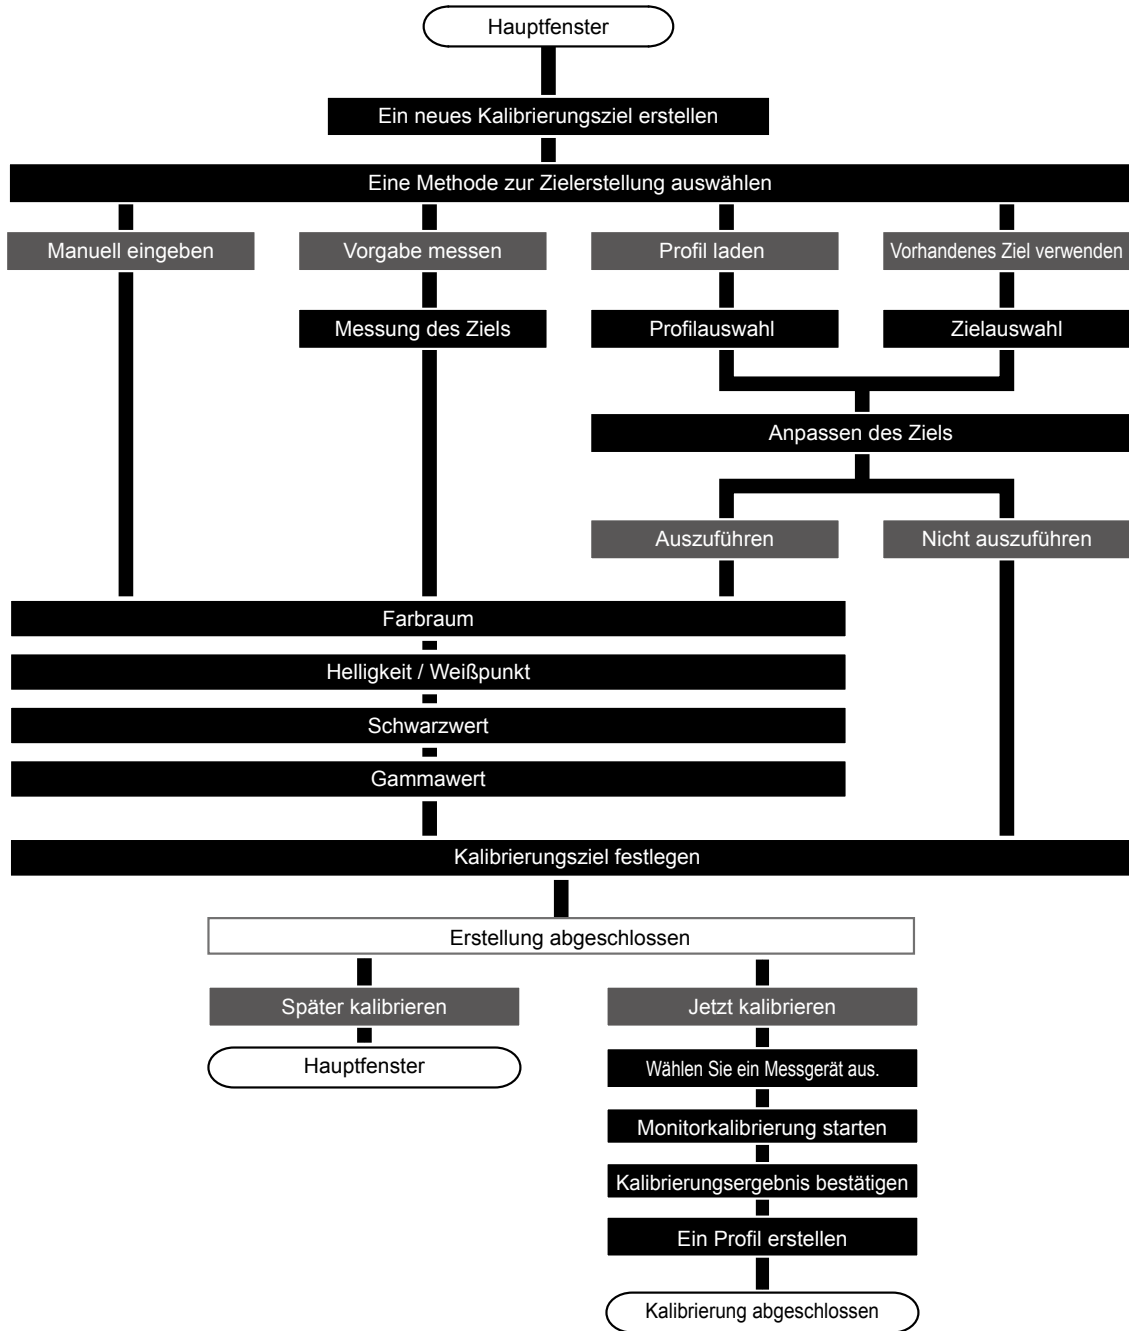 Hauptfenster
Ein neues Kalibrierungsziel erstellen
Eine Methode zur Zielerstellung auswählen
Manuell eingeben
Vorgabe messen
Profil laden
Vorhandenes Ziel verwenden
Messung des Ziels
Profilauswahl
Zielauswahl
Anpassen des Ziels
Auszuführen
Nicht auszuführen
Farbraum
Helligkeit / Weißpunkt
Schwarzwert
Gammawert
Kalibrierungsziel festlegen
Erstellung abgeschlossen
Später kalibrieren
Jetzt kalibrieren
Hauptfenster
Wählen Sie ein Messgerät aus.
Monitorkalibrierung starten
Kalibrierungsergebnis bestätigen
Ein Profil erstellen
Kalibrierung abgeschlossen